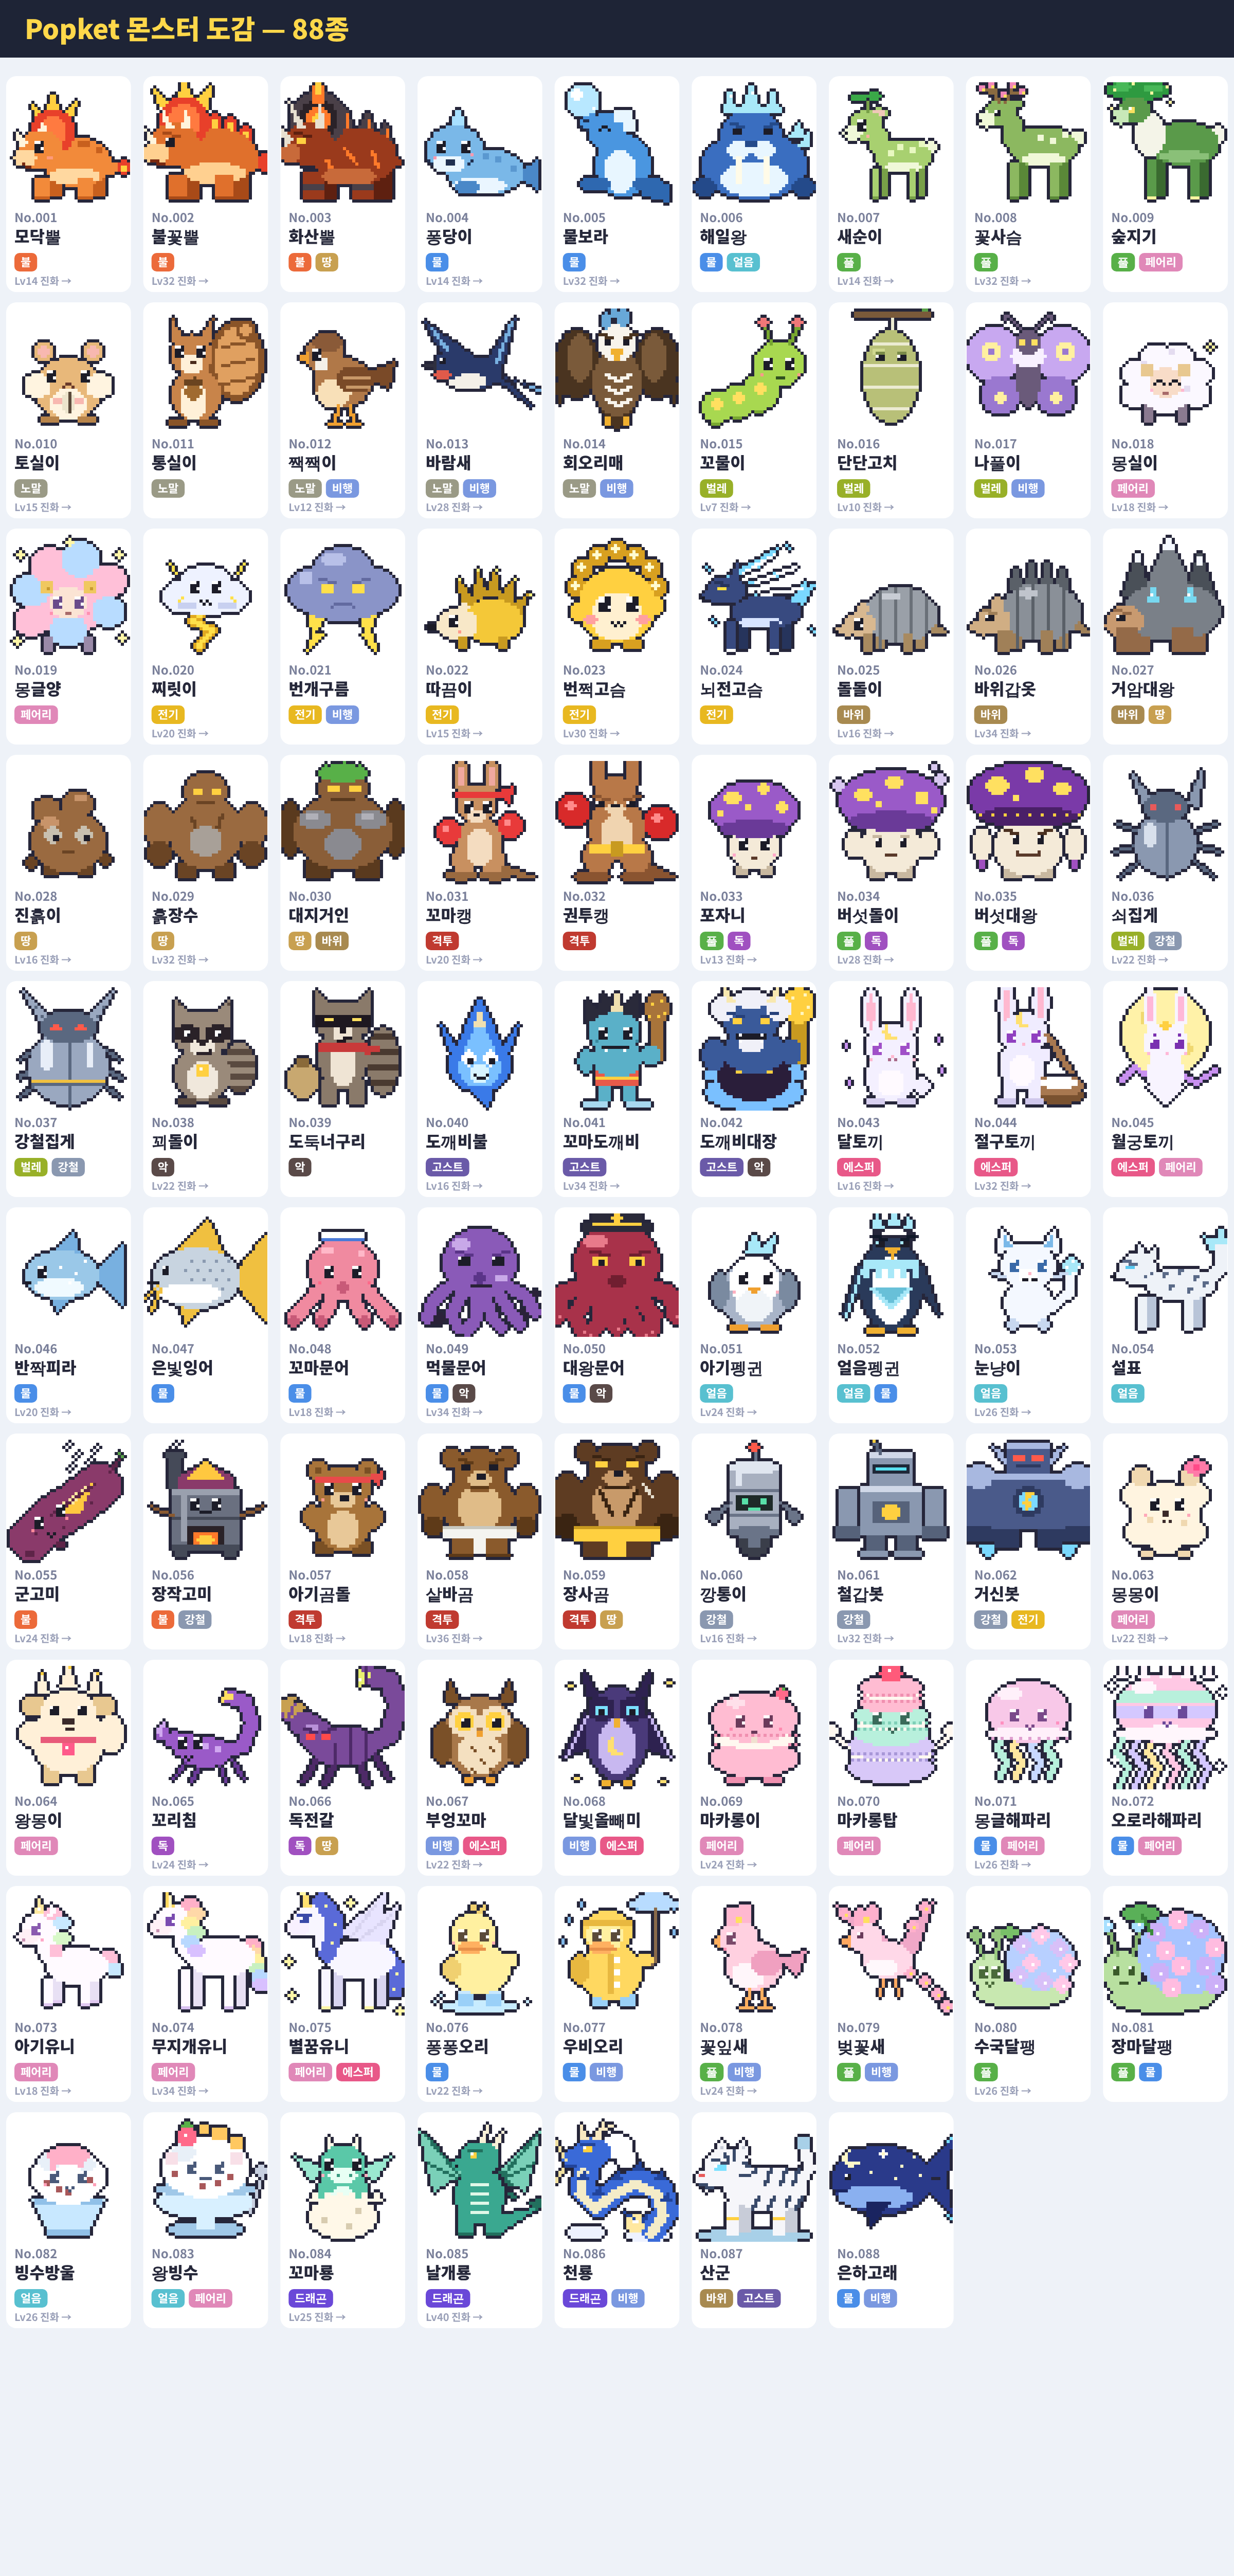 Popket 몬스터 도감 — 88종
No.001 No.002 No.003 No.004 No.005 No.006 No.007 No.008 No.009
모닥뿔 불꽃뿔 화산뿔 퐁당이 물보라 해일왕 새순이 꽃사슴 숲지기
불 불 불 땅 물 물 물 얼음 풀 풀 풀 페어리
Lv14 진화 → Lv32 진화 → Lv14 진화 → Lv32 진화 → Lv14 진화 → Lv32 진화 →
No.010 No.011 No.012 No.013 No.014 No.015 No.016 No.017 No.018
토실이 통실이 짹짹이 바람새 회오리매 꼬물이 단단고치 나풀이 몽실이
노말 노말 노말 비행 노말 비행 노말 비행 벌레 벌레 벌레 비행 페어리
Lv15 진화 → Lv12 진화 → Lv28 진화 → Lv7 진화 → Lv10 진화 → Lv18 진화 →
No.019 No.020 No.021 No.022 No.023 No.024 No.025 No.026 No.027
몽글양 찌릿이 번개구름 따끔이 번쩍고슴 뇌전고슴 돌돌이 바위갑옷 거암대왕
페어리 전기 전기 비행 전기 전기 전기 바위 바위 바위 땅
Lv20 진화 → Lv15 진화 → Lv30 진화 → Lv16 진화 → Lv34 진화 →
No.028 No.029 No.030 No.031 No.032 No.033 No.034 No.035 No.036
진흙이 흙장수 대지거인 꼬마캥 권투캥 포자니 버섯돌이 버섯대왕 쇠집게
땅 땅 땅 바위 격투 격투 풀 독 풀 독 풀 독 벌레 강철
Lv16 진화 → Lv32 진화 → Lv20 진화 → Lv13 진화 → Lv28 진화 → Lv22 진화 →
No.037 No.038 No.039 No.040 No.041 No.042 No.043 No.044 No.045
강철집게 꾀돌이 도둑너구리 도깨비불 꼬마도깨비 도깨비대장 달토끼 절구토끼 월궁토끼
벌레 강철 악 악 고스트 고스트 고스트 악 에스퍼 에스퍼 에스퍼 페어리
Lv22 진화 → Lv16 진화 → Lv34 진화 → Lv16 진화 → Lv32 진화 →
No.046 No.047 No.048 No.049 No.050 No.051 No.052 No.053 No.054
반짝피라 은빛잉어 꼬마문어 먹물문어 대왕문어 아기펭귄 얼음펭귄 눈냥이 설표
물 물 물 물 악 물 악 얼음 얼음 물 얼음 얼음
Lv20 진화 → Lv18 진화 → Lv34 진화 → Lv24 진화 → Lv26 진화 →
No.055 No.056 No.057 No.058 No.059 No.060 No.061 No.062 No.063
군고미 장작고미 아기곰돌 샅바곰 장사곰 깡통이 철갑봇 거신봇 몽몽이
불 불 강철 격투 격투 격투 땅 강철 강철 강철 전기 페어리
Lv24 진화 → Lv18 진화 → Lv36 진화 → Lv16 진화 → Lv32 진화 → Lv22 진화 →
No.064 No.065 No.066 No.067 No.068 No.069 No.070 No.071 No.072
왕몽이 꼬리침 독전갈 부엉꼬마 달빛올빼미 마카롱이 마카롱탑 몽글해파리 오로라해파리
페어리 독 독 땅 비행 에스퍼 비행 에스퍼 페어리 페어리 물 페어리 물 페어리
Lv24 진화 → Lv22 진화 → Lv24 진화 → Lv26 진화 →
No.073 No.074 No.075 No.076 No.077 No.078 No.079 No.080 No.081
아기유니 무지개유니 별꿈유니 퐁퐁오리 우비오리 꽃잎새 벚꽃새 수국달팽 장마달팽
페어리 페어리 페어리 에스퍼 물 물 비행 풀 비행 풀 비행 풀 풀 물
Lv18 진화 → Lv34 진화 → Lv22 진화 → Lv24 진화 → Lv26 진화 →
No.082 No.083 No.084 No.085 No.086 No.087 No.088
빙수방울 왕빙수 꼬마룡 날개룡 천룡 산군 은하고래
얼음 얼음 페어리 드래곤 드래곤 드래곤 비행 바위 고스트 물 비행
Lv26 진화 → Lv25 진화 → Lv40 진화 →